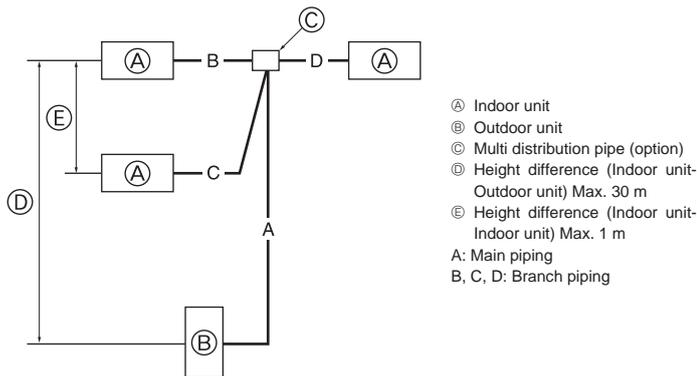 Ⓒ
Ⓐ B D Ⓐ
Ⓔ
Ⓐ C
Ⓓ
A
Ⓑ
Ⓐ Indoor unit
Ⓑ Outdoor unit
Ⓒ Multi distribution pipe (option)
Ⓓ Height difference (Indoor unit-
Outdoor unit) Max. 30 m
Ⓔ Height difference (Indoor unit-
Indoor unit) Max. 1 m
A: Main piping
B, C, D: Branch piping